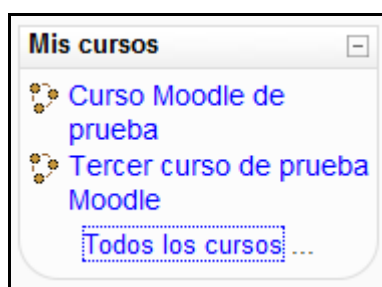 Mis cursos
Curso Moodle de
prueba
Tercer curso de prueba
Moodle
Todos los cursos ...